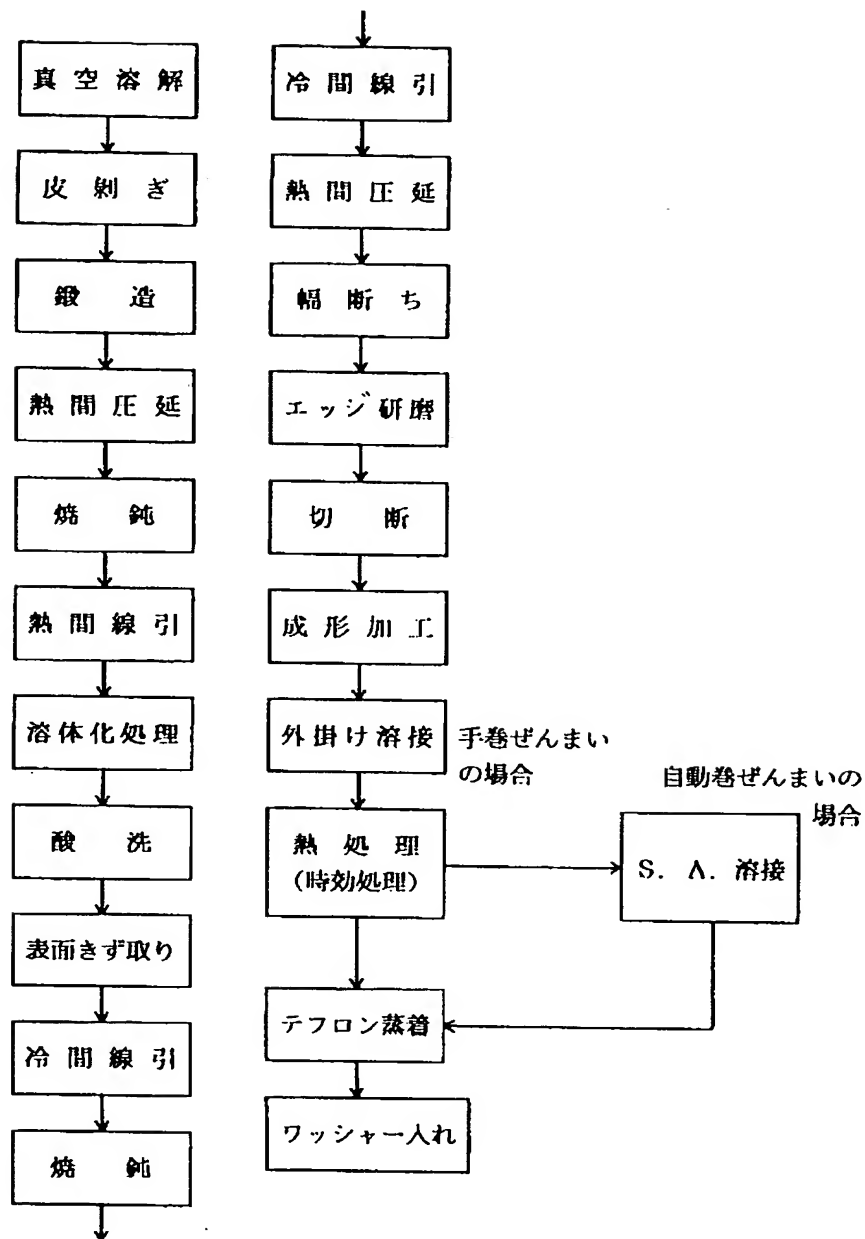 真空溶解
皮剝ぎ
鍛造
熱間圧延
焼鈍
熱間線引
溶体化処理
酸洗
表面きず取り
冷間線引
焼鈍
冷間線引
熱間圧延
幅断ち
エッジ研磨
切断
成形加工
外掛け溶接
手巻ぜんまい
の場合
熱処理
(時効処理)
自動巻ぜんまいの
場合
S. A. 溶接
テフロン蒸着
ワッシャー入れ